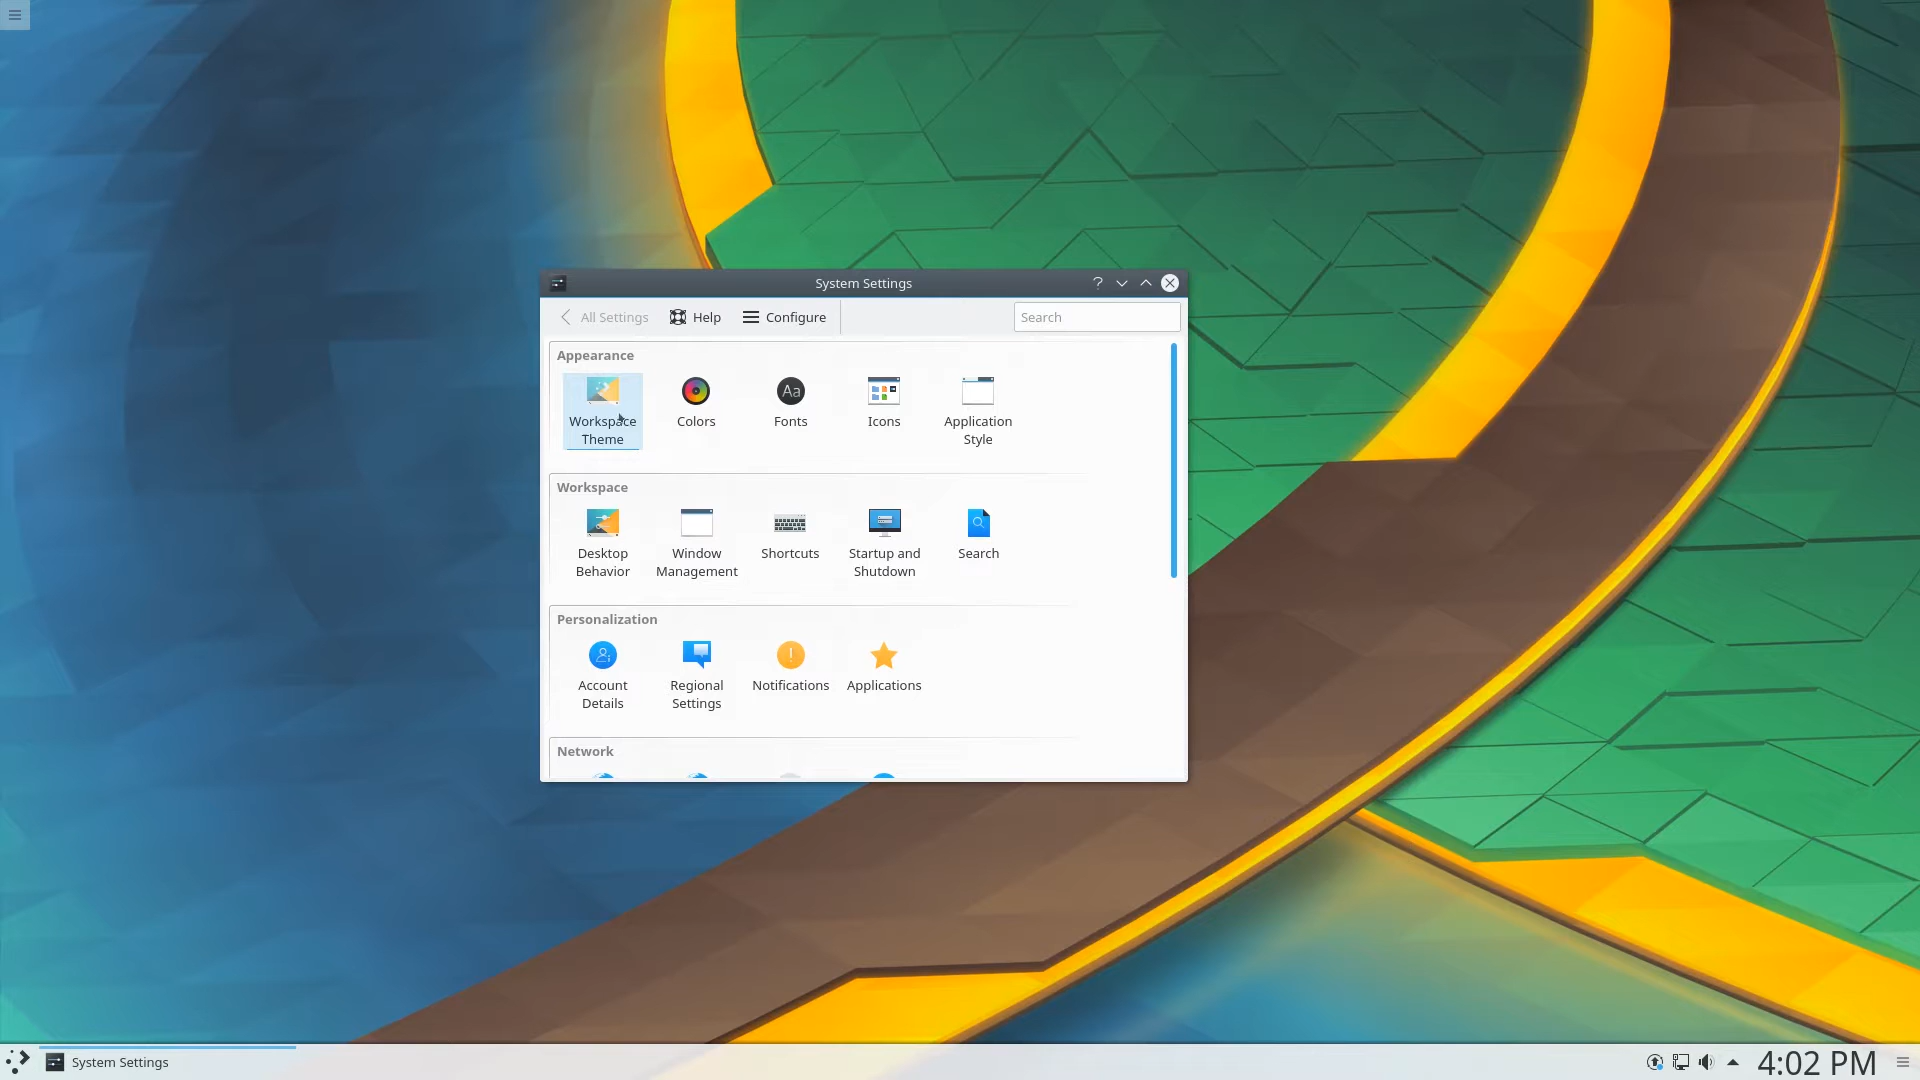 System Settings
?
All Settings
Help
Configure
Search
Appearance
Workspace
Theme
Colors
Aa
Fonts
Icons
Application
Style
Workspace
Desktop
Behavior
Window
Management
Shortcuts
Startup and
Shutdown
Search
Personalization
Account
Details
Regional
Settings
!
Notifications
Applications
Network
System Settings
4:02 PM